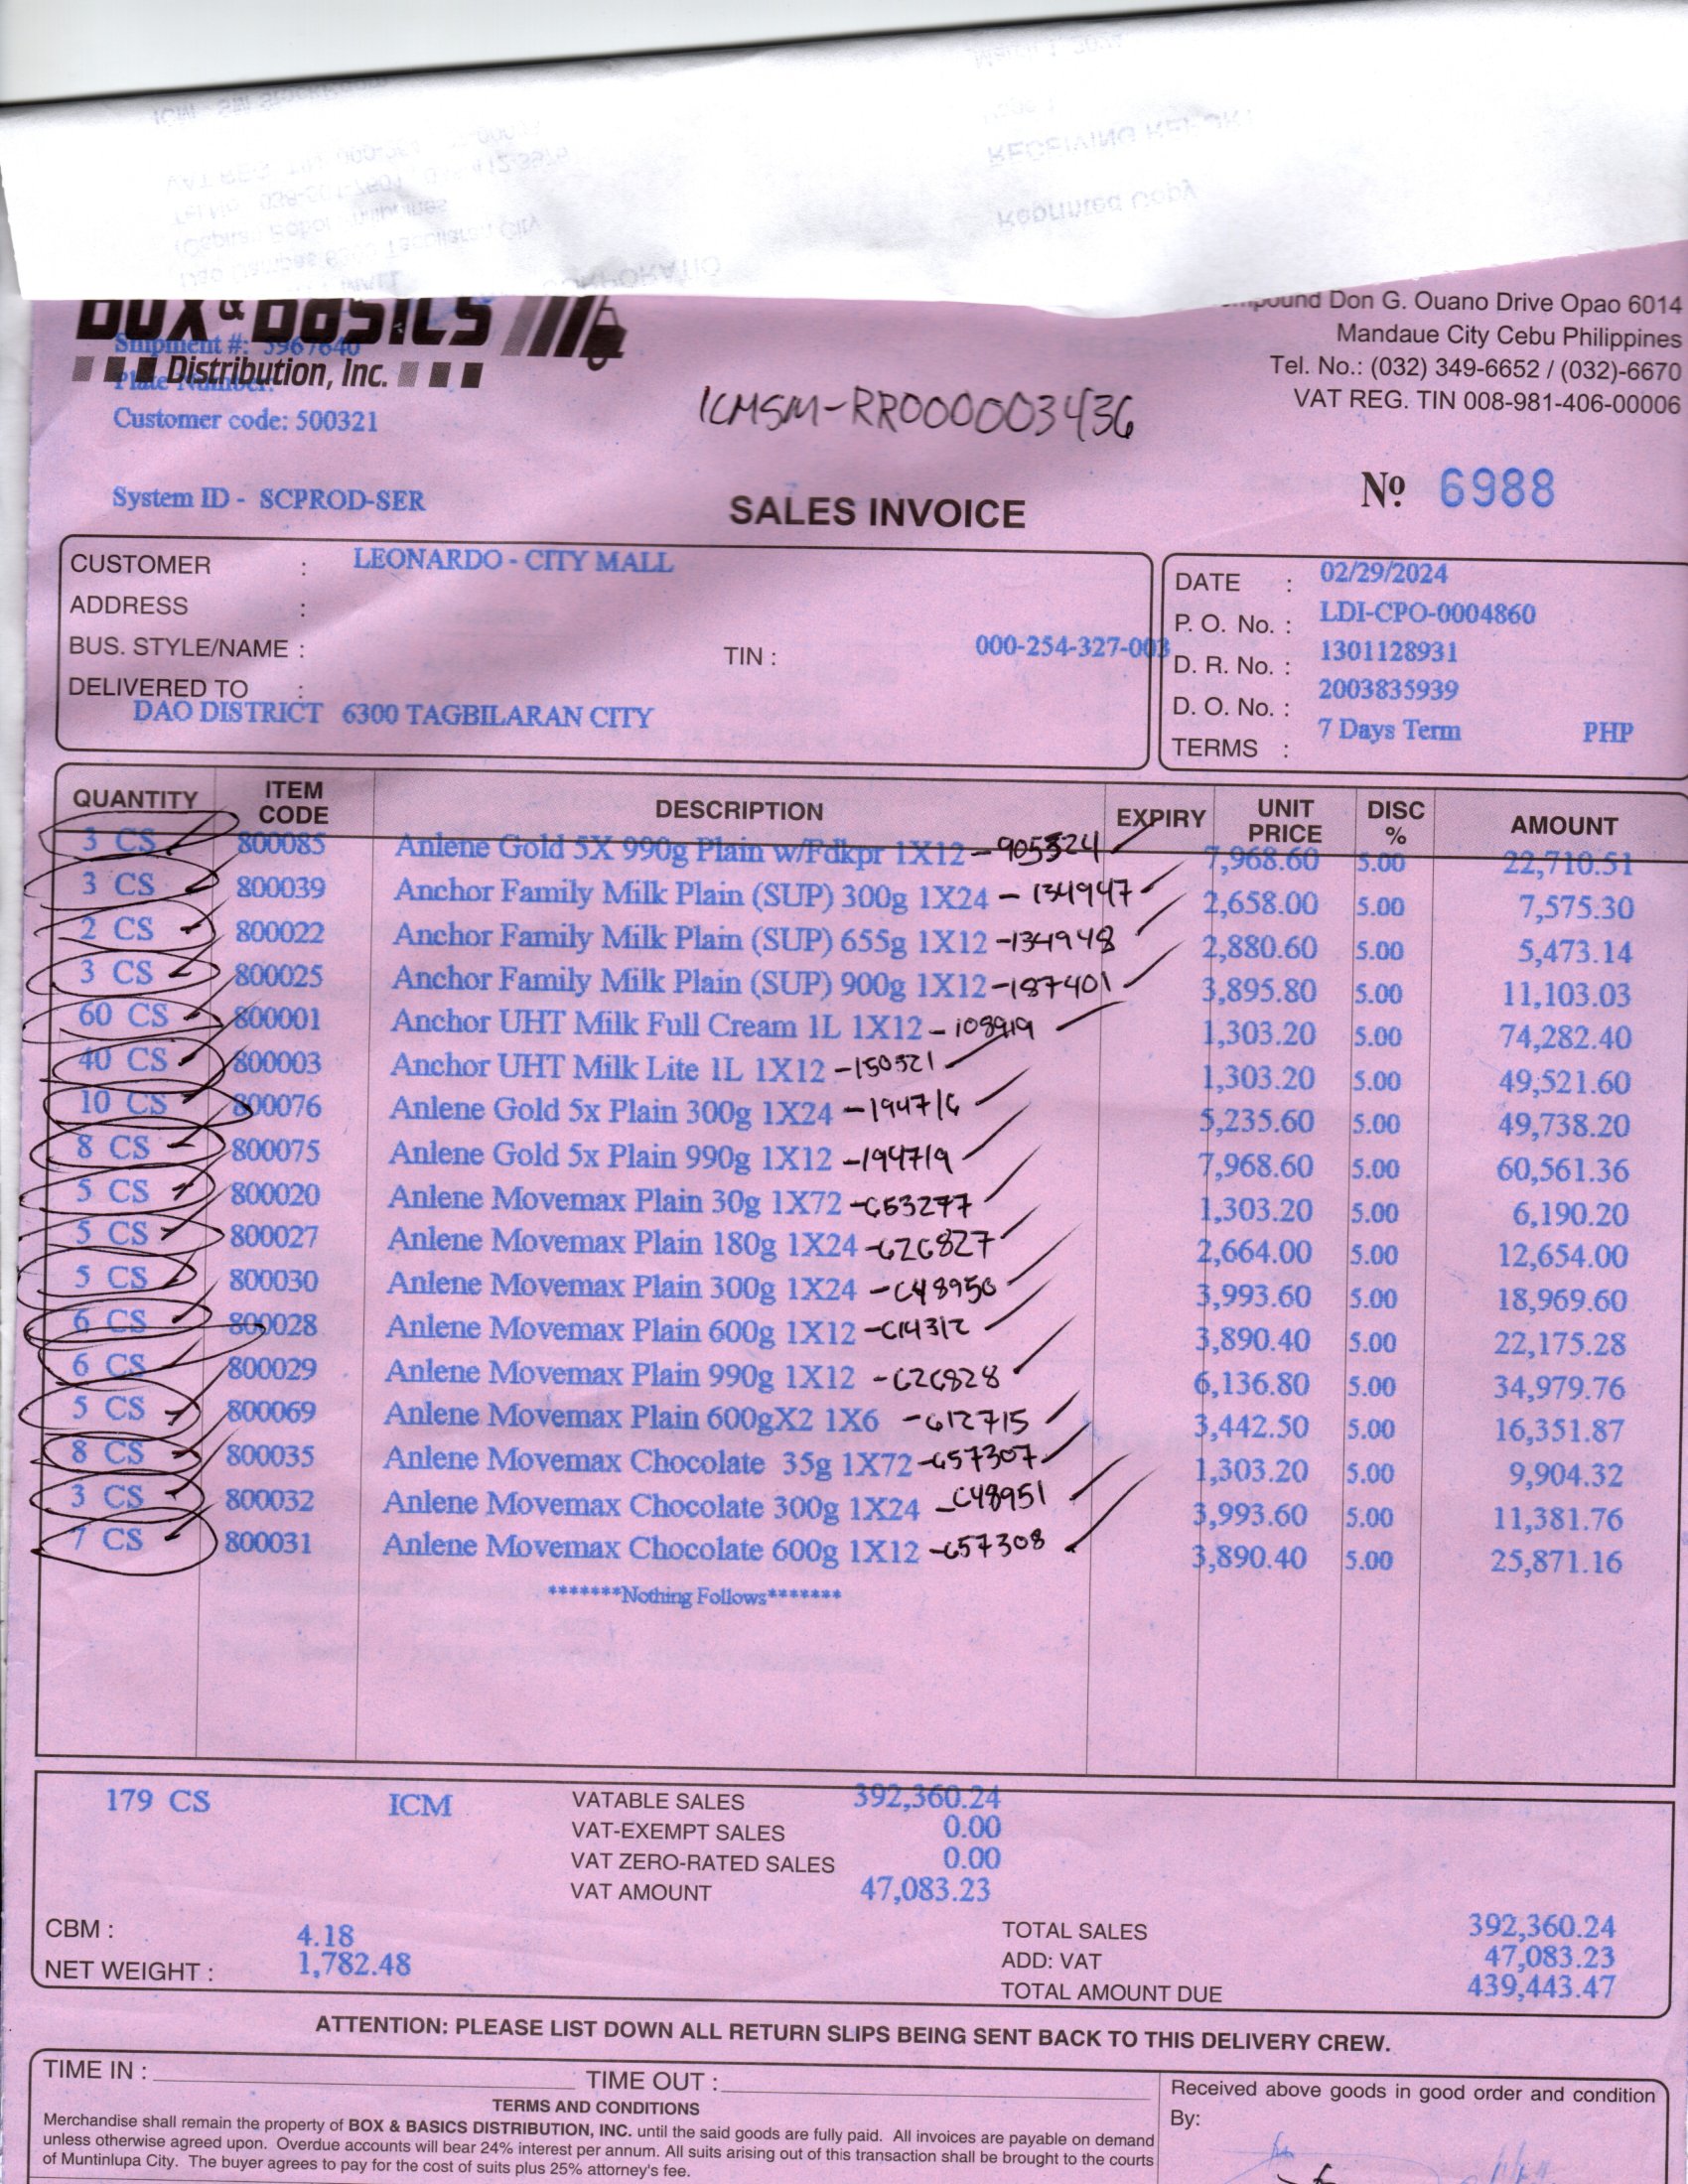 Reprinted Copy
RECEIVING REPORT
BOX & BASICS
Distribution, Inc.
Compound Don G. Ouano Drive Opao 6014
Mandaue City Cebu Philippines
Tel. No.: (032) 349-6652 / (032)-6670
VAT REG. TIN 008-981-406-00006
Shipment #: 3967640
Plate Number:
Customer code: 500321
ICMSM-RR000003436
System ID - SCPROD-SER
SALES INVOICE
Nº 6988
CUSTOMER : LEONARDO - CITY MALL
ADDRESS :
BUS. STYLE/NAME : TIN : 000-254-327-003
DELIVERED TO :
DAO DISTRICT 6300 TAGBILARAN CITY
DATE : 02/29/2024
P. O. No. : LDI-CPO-0004860
D. R. No. : 1301128931
D. O. No. : 2003835939
TERMS : 7 Days Term PHP
QUANTITY ITEM CODE DESCRIPTION EXPIRY UNIT PRICE DISC % AMOUNT
3 CS 800085 Anlene Gold 5X 990g Plain w/Fdkpr 1X12 - 905324 7,968.60 5.00 22,710.51
3 CS 800039 Anchor Family Milk Plain (SUP) 300g 1X24 - 134947 2,658.00 5.00 7,575.30
2 CS 800022 Anchor Family Milk Plain (SUP) 655g 1X12 -134948 2,880.60 5.00 5,473.14
3 CS 800025 Anchor Family Milk Plain (SUP) 900g 1X12 -187401 3,895.80 5.00 11,103.03
60 CS 800001 Anchor UHT Milk Full Cream 1L 1X12 - 108919 1,303.20 5.00 74,282.40
40 CS 800003 Anchor UHT Milk Lite 1L 1X12 -150321 1,303.20 5.00 49,521.60
10 CS 800076 Anlene Gold 5x Plain 300g 1X24 -194716 5,235.60 5.00 49,738.20
8 CS 800075 Anlene Gold 5x Plain 990g 1X12 -194719 7,968.60 5.00 60,561.36
5 CS 800020 Anlene Movemax Plain 30g 1X72 -653277 1,303.20 5.00 6,190.20
5 CS 800027 Anlene Movemax Plain 180g 1X24 -626827 2,664.00 5.00 12,654.00
5 CS 800030 Anlene Movemax Plain 300g 1X24 -648950 3,993.60 5.00 18,969.60
6 CS 800028 Anlene Movemax Plain 600g 1X12 -614312 3,890.40 5.00 22,175.28
6 CS 800029 Anlene Movemax Plain 990g 1X12 -626828 6,136.80 5.00 34,979.76
5 CS 800069 Anlene Movemax Plain 600gX2 1X6 -612715 3,442.50 5.00 16,351.87
8 CS 800035 Anlene Movemax Chocolate 35g 1X72 -657307 1,303.20 5.00 9,904.32
3 CS 800032 Anlene Movemax Chocolate 300g 1X24 -648951 3,993.60 5.00 11,381.76
7 CS 800031 Anlene Movemax Chocolate 600g 1X12 -657308 3,890.40 5.00 25,871.16
*******Nothing Follows*******
179 CS ICM
VATABLE SALES 392,360.24
VAT-EXEMPT SALES 0.00
VAT ZERO-RATED SALES 0.00
VAT AMOUNT 47,083.23
CBM : 4.18
NET WEIGHT : 1,782.48
TOTAL SALES 392,360.24
ADD: VAT 47,083.23
TOTAL AMOUNT DUE 439,443.47
ATTENTION: PLEASE LIST DOWN ALL RETURN SLIPS BEING SENT BACK TO THIS DELIVERY CREW.
TIME IN : TIME OUT :
TERMS AND CONDITIONS
Merchandise shall remain the property of BOX & BASICS DISTRIBUTION, INC. until the said goods are fully paid. All invoices are payable on demand
unless otherwise agreed upon. Overdue accounts will bear 24% interest per annum. All suits arising out of this transaction shall be brought to the courts
of Muntinlupa City. The buyer agrees to pay for the cost of suits plus 25% attorney's fee.
Received above goods in good order and condition
By: